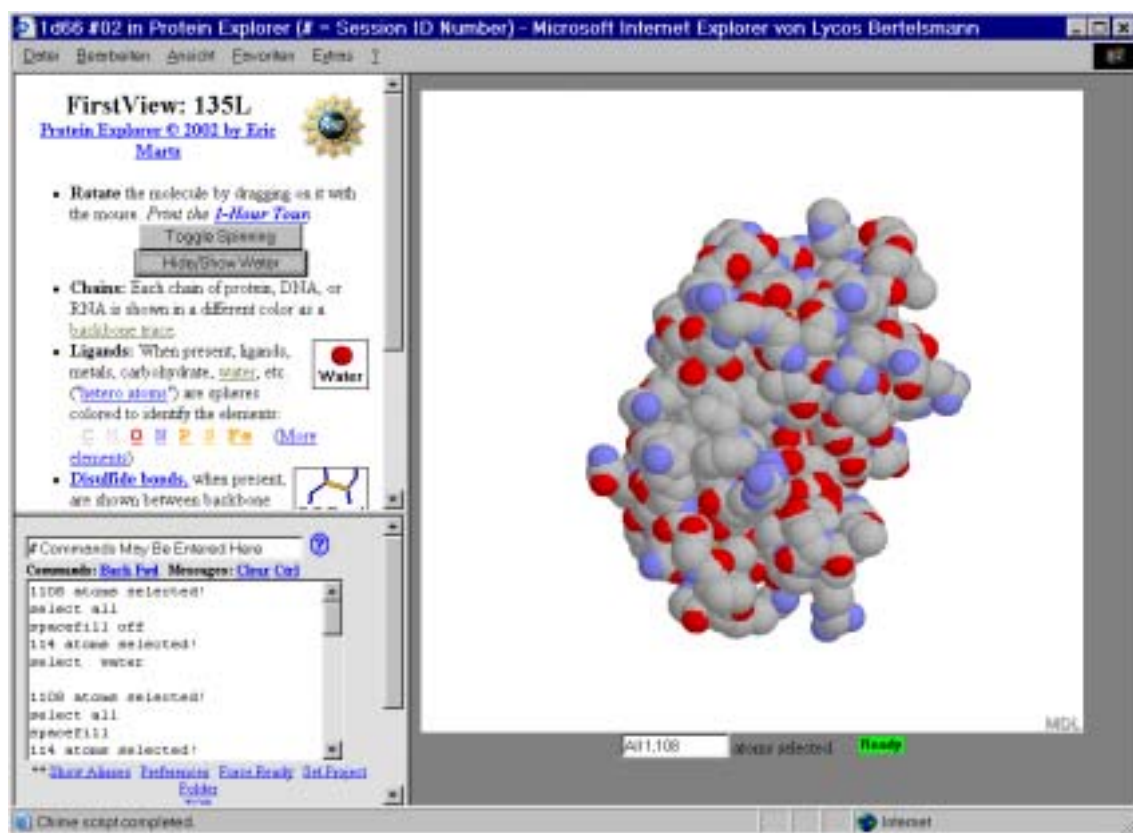 1d66 #02 in Protein Explorer (# = Session ID Number) - Microsoft Internet Explorer von Lycos Bertelsmann
Datei Bearbeiten Ansicht Favoriten Extras ?
FirstView: 135L
Protein Explorer © 2002 by Eric
Martz
• Rotate the molecule by dragging on it with
the mouse. Print the 1-Hour Tour.
Toggle Spinning
Hide/Show Water
• Chains: Each chain of protein, DNA, or
RNA is shown in a different color as a
backbone trace.
• Ligands: When present, ligands,
metals, carbohydrate, water, etc
("hetero atoms") are spheres
colored to identify the elements:
Water
C H O N P S Fe (More
elements)
• Disulfide bonds, when present,
are shown between backbone
# Commands May Be Entered Here
?
Commands: Back Fwd Messages: Clear Ctrl
1108 atoms selected!
select all
spacefill off
114 atoms selected!
select water
1108 atoms selected!
select all
spacefill
114 atoms selected!
** Show Aliases Preferences Force Ready Set Project
Folder
MDL
All 1,108 atoms selected Ready
Chime script completed.
Internet